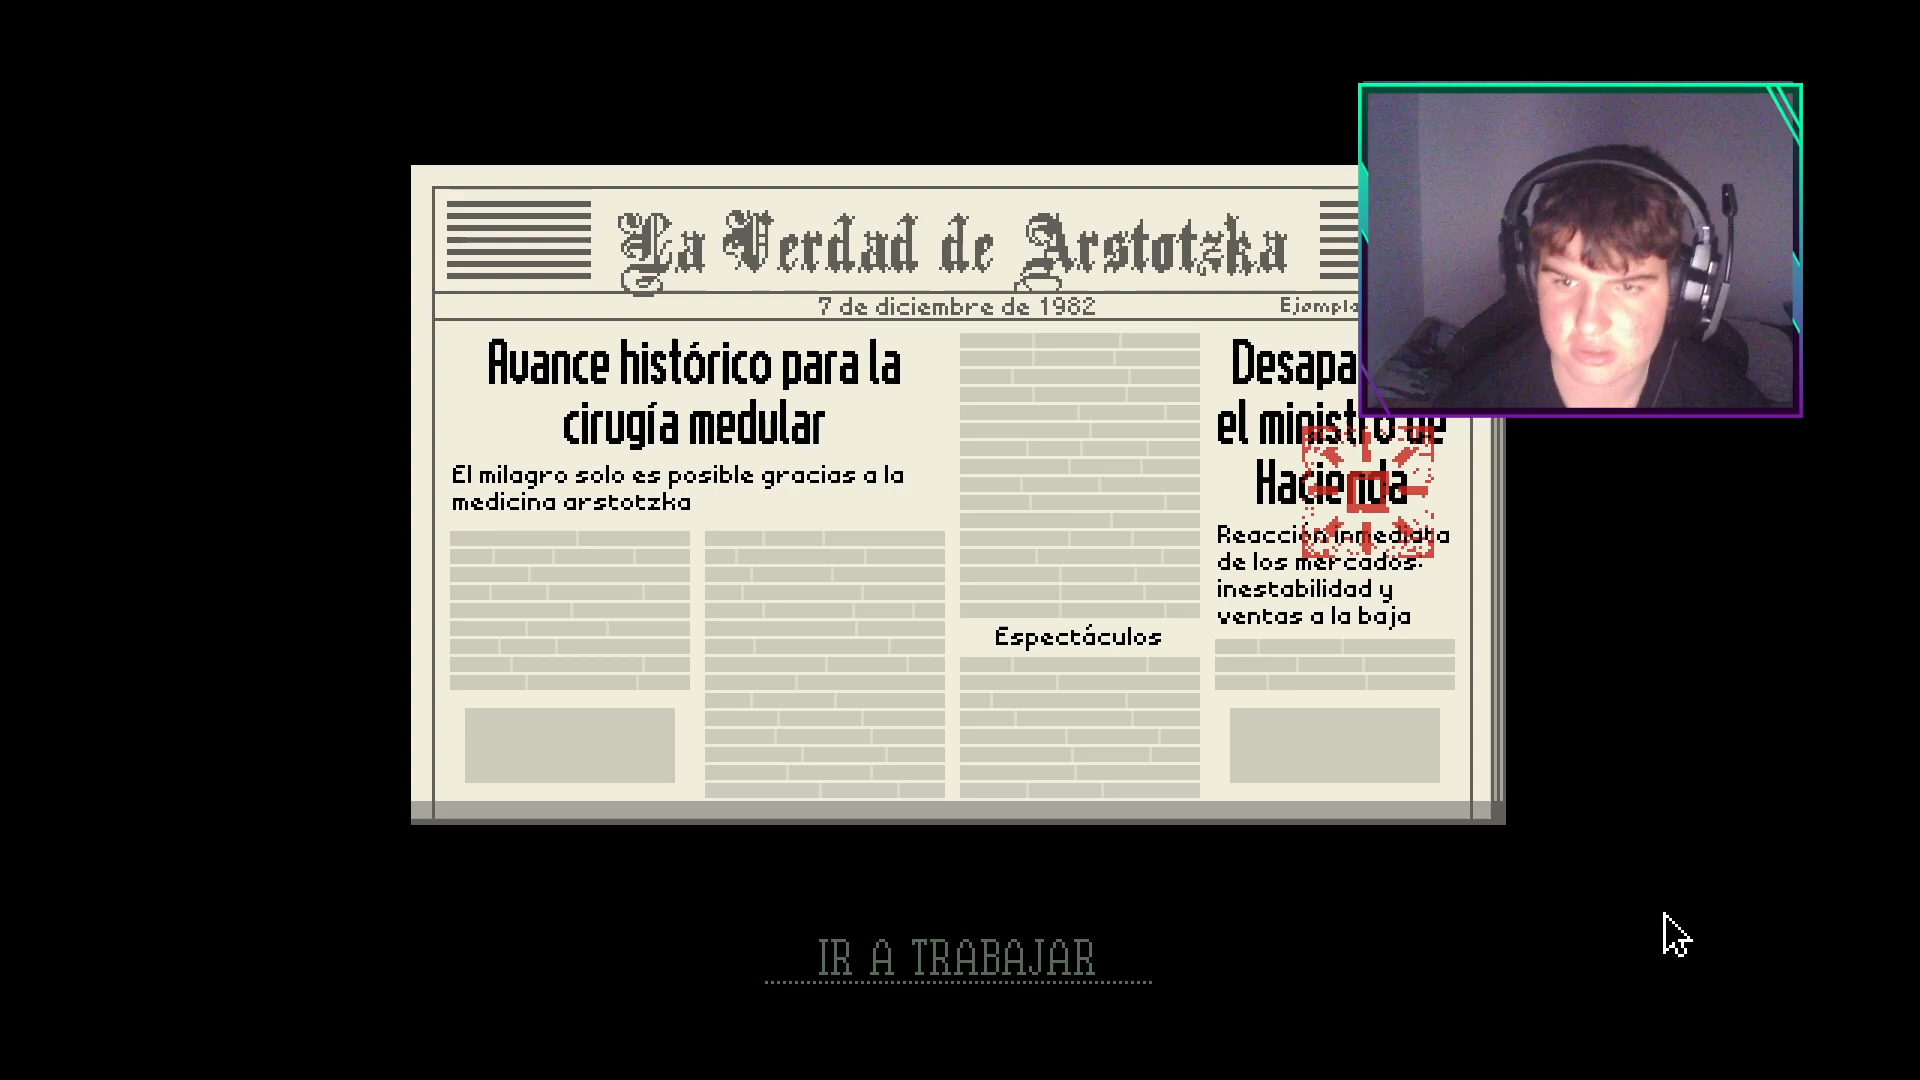 La Verdad de Arstotzka
7 de diciembre de 1982
Avance histórico para la
cirugía medular
El milagro solo es posible gracias a la
medicina arstotzka
Espectáculos
el ministro de
Hacienda
Reacción inmediata
de los mercados:
inestabilidad y
ventas a la baja
IR A TRABAJAR